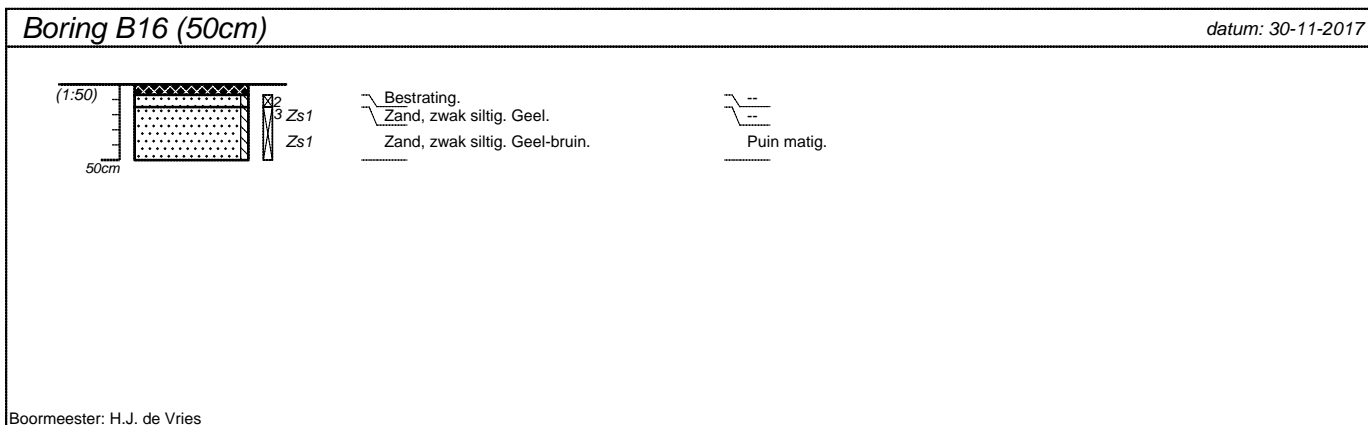 Boring B16 (50cm) datum: 30-11-2017
(1:50) 2 Bestrating. --
3 Zs1 Zand, zwak siltig. Geel. --
Zs1 Zand, zwak siltig. Geel-bruin. Puin matig.
50cm
Boormeester: H.J. de Vries